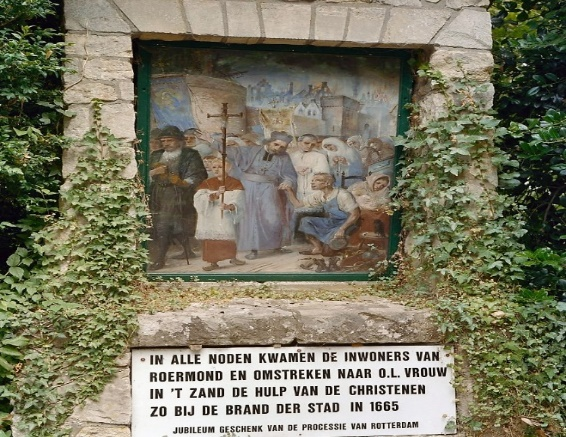 IN ALLE NODEN KWAMEN DE INWONERS VAN
ROERMOND EN OMSTREKEN NAAR O.L. VROUW
IN 'T ZAND DE HULP VAN DE CHRISTENEN
ZO BIJ DE BRAND DER STAD IN 1665
JUBILEUM GESCHENK VAN DE PROCESSIE VAN ROTTERDAM